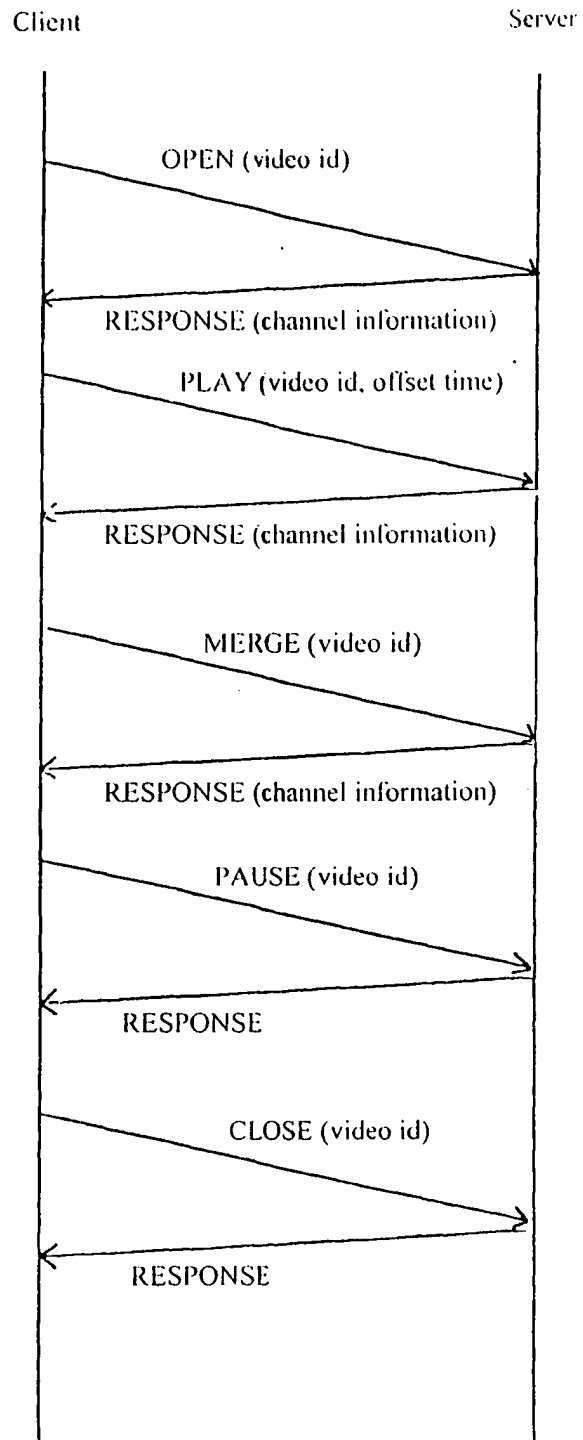 Client
Server
OPEN (video id)
RESPONSE (channel information)
PLAY (video id, offset time)
RESPONSE (channel information)
MERGE (video id)
RESPONSE (channel information)
PAUSE (video id)
RESPONSE
CLOSE (video id)
RESPONSE